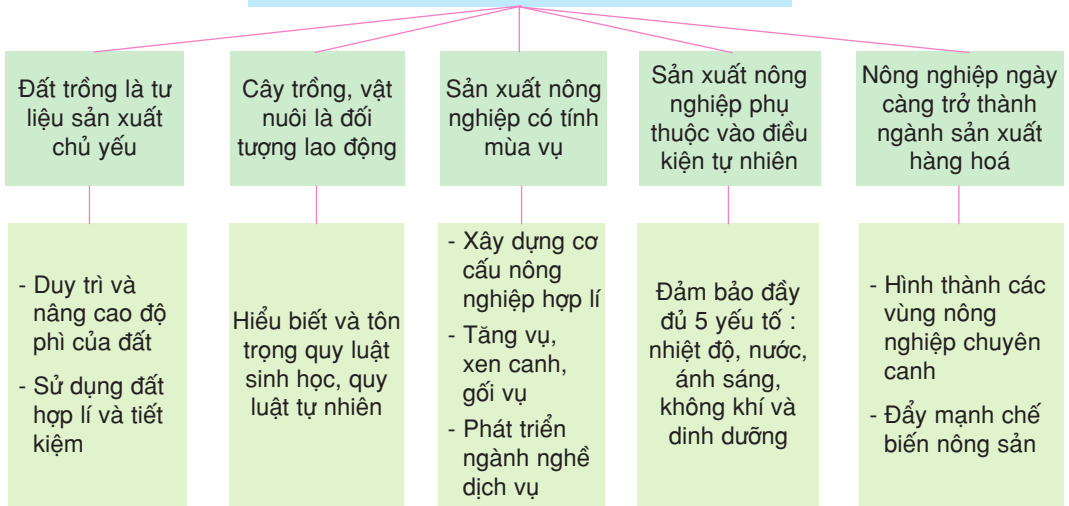 Đất trồng là tư
liệu sản xuất
chủ yếu
Cây trồng, vật
nuôi là đối
tượng lao động
Sản xuất nông
nghiệp có tính
mùa vụ
Sản xuất nông
nghiệp phụ
thuộc vào điều
kiện tự nhiên
Nông nghiệp ngày
càng trở thành
ngành sản xuất
hàng hoá
- Duy trì và
nâng cao độ
phì của đất
- Sử dụng đất
hợp lí và tiết
kiệm
Hiểu biết và tôn
trọng quy luật
sinh học, quy
luật tự nhiên
- Xây dựng cơ
cấu nông
nghiệp hợp lí
- Tăng vụ,
xen canh,
gối vụ
- Phát triển
ngành nghề
dịch vụ
Đảm bảo đầy
đủ 5 yếu tố :
nhiệt độ, nước,
ánh sáng,
không khí và
dinh dưỡng
- Hình thành các
vùng nông
nghiệp chuyên
canh
- Đẩy mạnh chế
biến nông sản